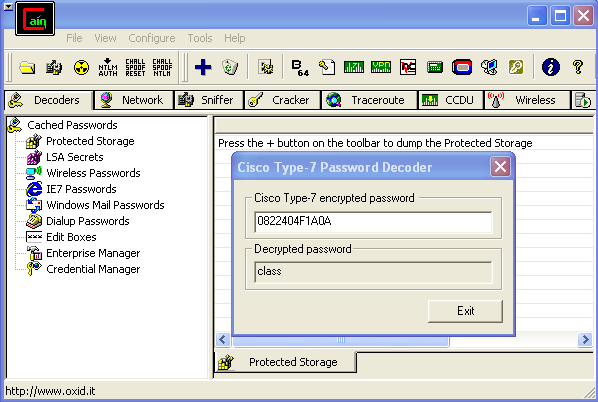 Cain
File View Configure Tools Help
NTLM AUTH
CHALL SPOOF RESET
CHALL SPOOF NTLM
B 64
VPN
Decoders Network Sniffer Cracker Traceroute CCDU Wireless
Cached Passwords
Protected Storage
LSA Secrets
Wireless Passwords
IE7 Passwords
Windows Mail Passwords
Dialup Passwords
Edit Boxes
Enterprise Manager
Credential Manager
Press the + button on the toolbar to dump the Protected Storage
Cisco Type-7 Password Decoder
Cisco Type-7 encrypted password
0822404F1A0A
Decrypted password
class
Exit
Protected Storage
http://www.oxid.it